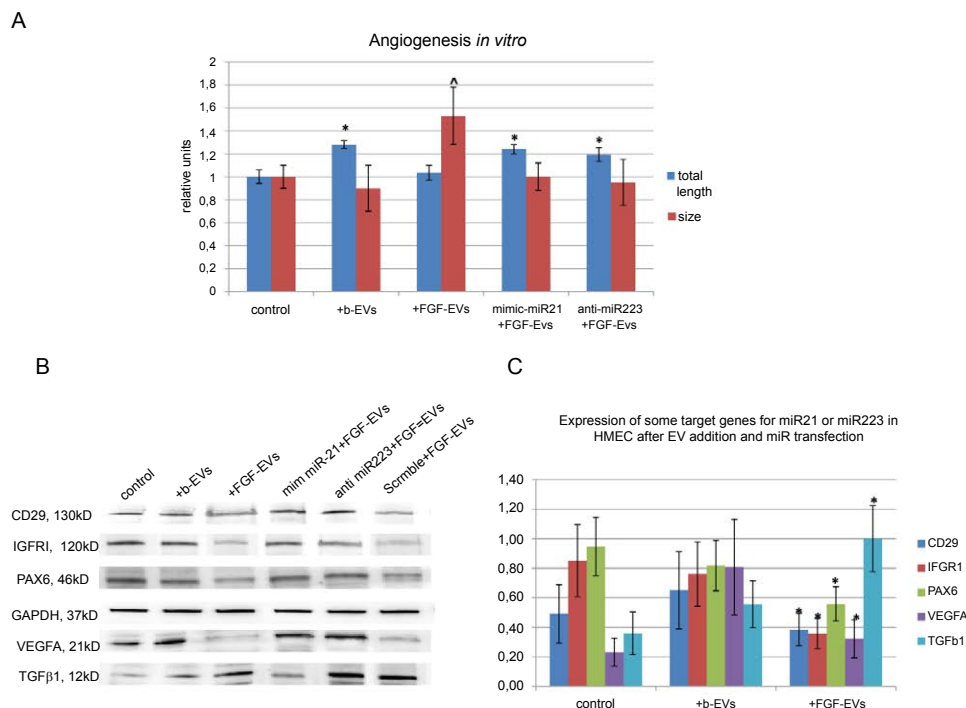 A
Angiogenesis in vitro
2
1,8
1,6
1,4
1,2
1
0,8
0,6
0,4
0,2
0
relative units
*
^
*
*
total
length
size
control
+b-EVs
+FGF-EVs
mimic-miR21
+FGF-Evs
anti-miR223
+FGF-Evs
B
control
+b-EVs
+FGF-EVs
mim miR-21+FGF-EVs
anti miR223+FGF=EVs
Scrmble+FGF-EVs
CD29, 130kD
IGFRI, 120kD
PAX6, 46kD
GAPDH, 37kD
VEGFA, 21kD
TGFβ1, 12kD
C
Expression of some target genes for miR21 or miR223 in
HMEC after EV addition and miR transfection
1,40
1,20
1,00
0,80
0,60
0,40
0,20
0,00
*
*
*
*
*
CD29
IFGR1
PAX6
VEGFA
TGFb1
control
+b-EVs
+FGF-EVs